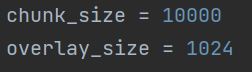 chunk_size = 10000
overlay_size = 1024